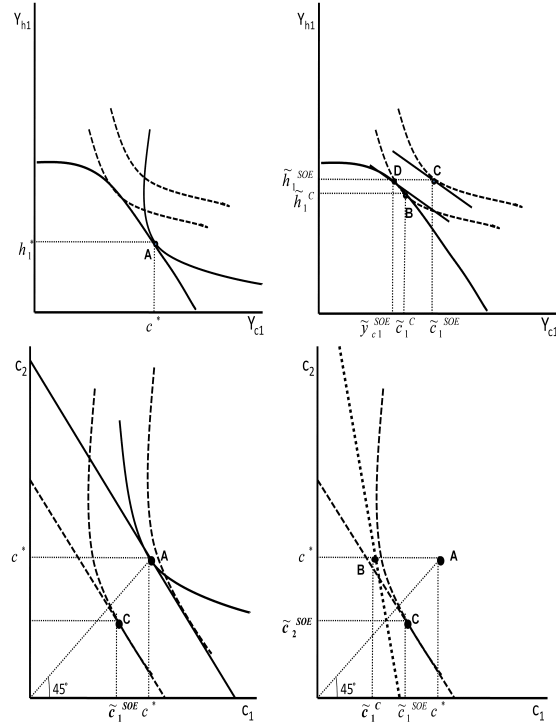 Y_h1
h_1^*
A
c^*
Y_c1
Y_h1
h̃_1^SOE
h̃_1^C
D
C
B
ỹ_c1^SOE c̃_1^C c̃_1^SOE
Y_c1
C_2
c^*
A
C
45°
c̃_1^SOE c^*
C_1
C_2
c^*
B
A
c̃_2^SOE
C
45°
c̃_1^C c̃_1^SOE c^*
C_1